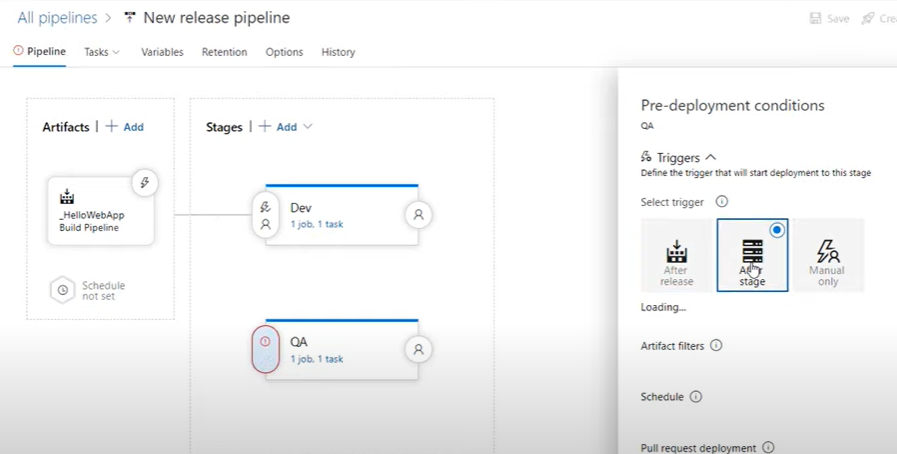 All pipelines > New release pipeline
Save
Pipeline Tasks Variables Retention Options History
Artifacts | + Add
Stages | + Add
_HelloWebApp
Build Pipeline
Schedule
not set
Dev
1 job, 1 task
QA
1 job, 1 task
Pre-deployment conditions
QA
Triggers
Define the trigger that will start deployment to this stage
Select trigger
After
release
After
stage
Manual
only
Loading...
Artifact filters
Schedule
Pull request deployment